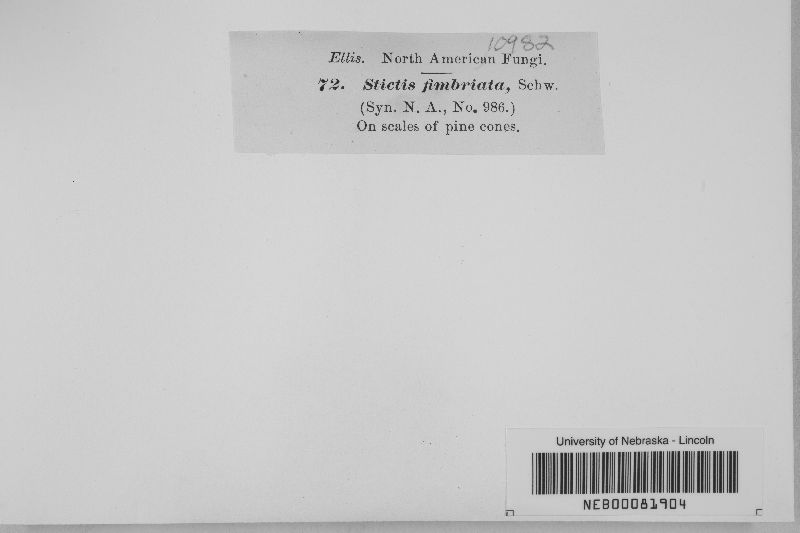 10982
Ellis. North American Fungi.
72. Stictis fimbriata, Schw.
(Syn. N. A., No. 986.)
On scales of pine cones.
University of Nebraska - Lincoln
NEB00081904